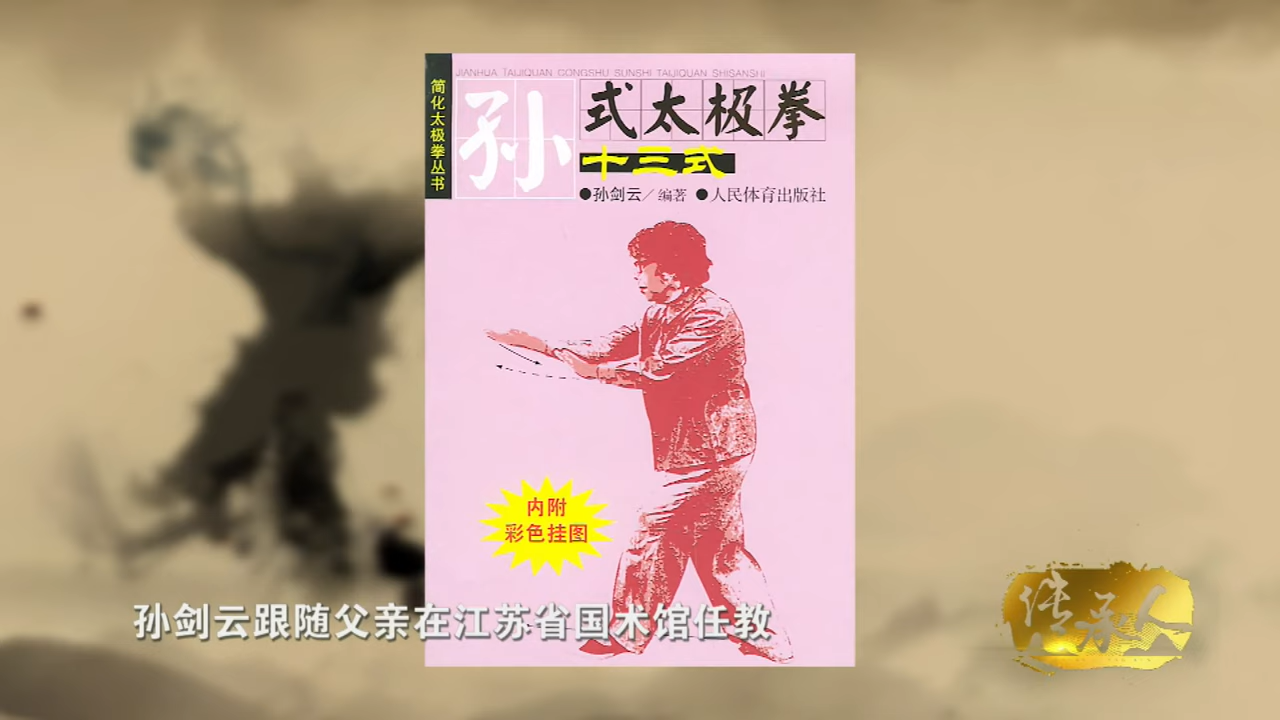 JIANHUA TAIJIQUAN CONGSHU SUNSHI TAIJIQUAN SHISANSHI
简化太极拳丛书
孙式太极拳
十三式
●孙剑云／编著 ●人民体育出版社
内附
彩色挂图
孙剑云跟随父亲在江苏省国术馆任教
传承人